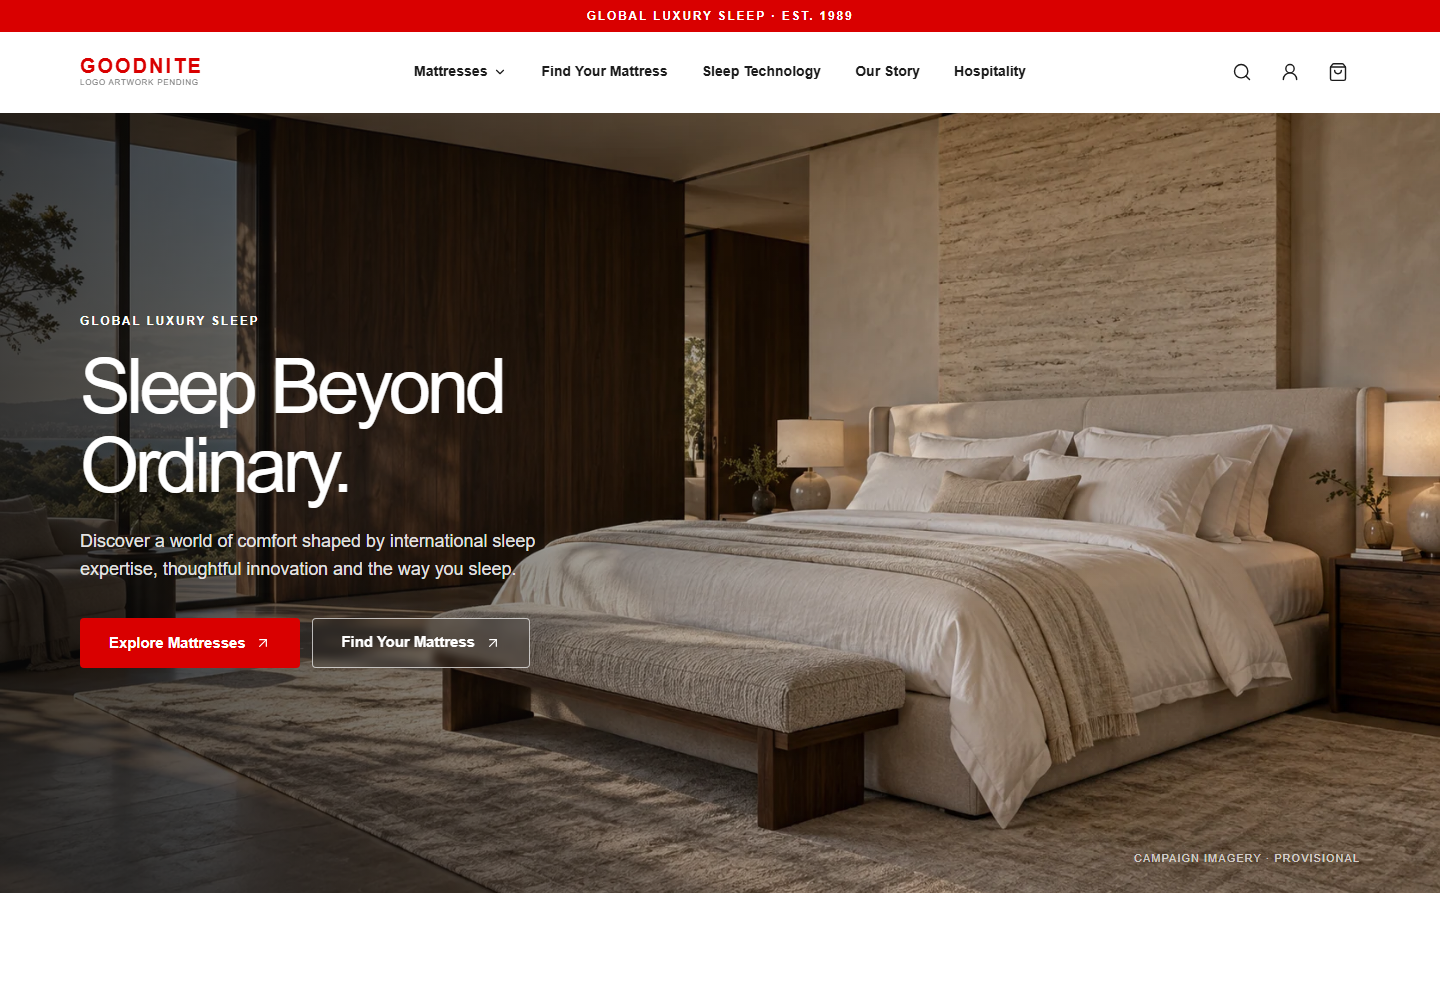 GLOBAL LUXURY SLEEP · EST. 1989
GOODNITE
LOGO ARTWORK PENDING
Mattresses
Find Your Mattress
Sleep Technology
Our Story
Hospitality
GLOBAL LUXURY SLEEP
Sleep Beyond
Ordinary.
Discover a world of comfort shaped by international sleep
expertise, thoughtful innovation and the way you sleep.
Explore Mattresses
Find Your Mattress
CAMPAIGN IMAGERY · PROVISIONAL